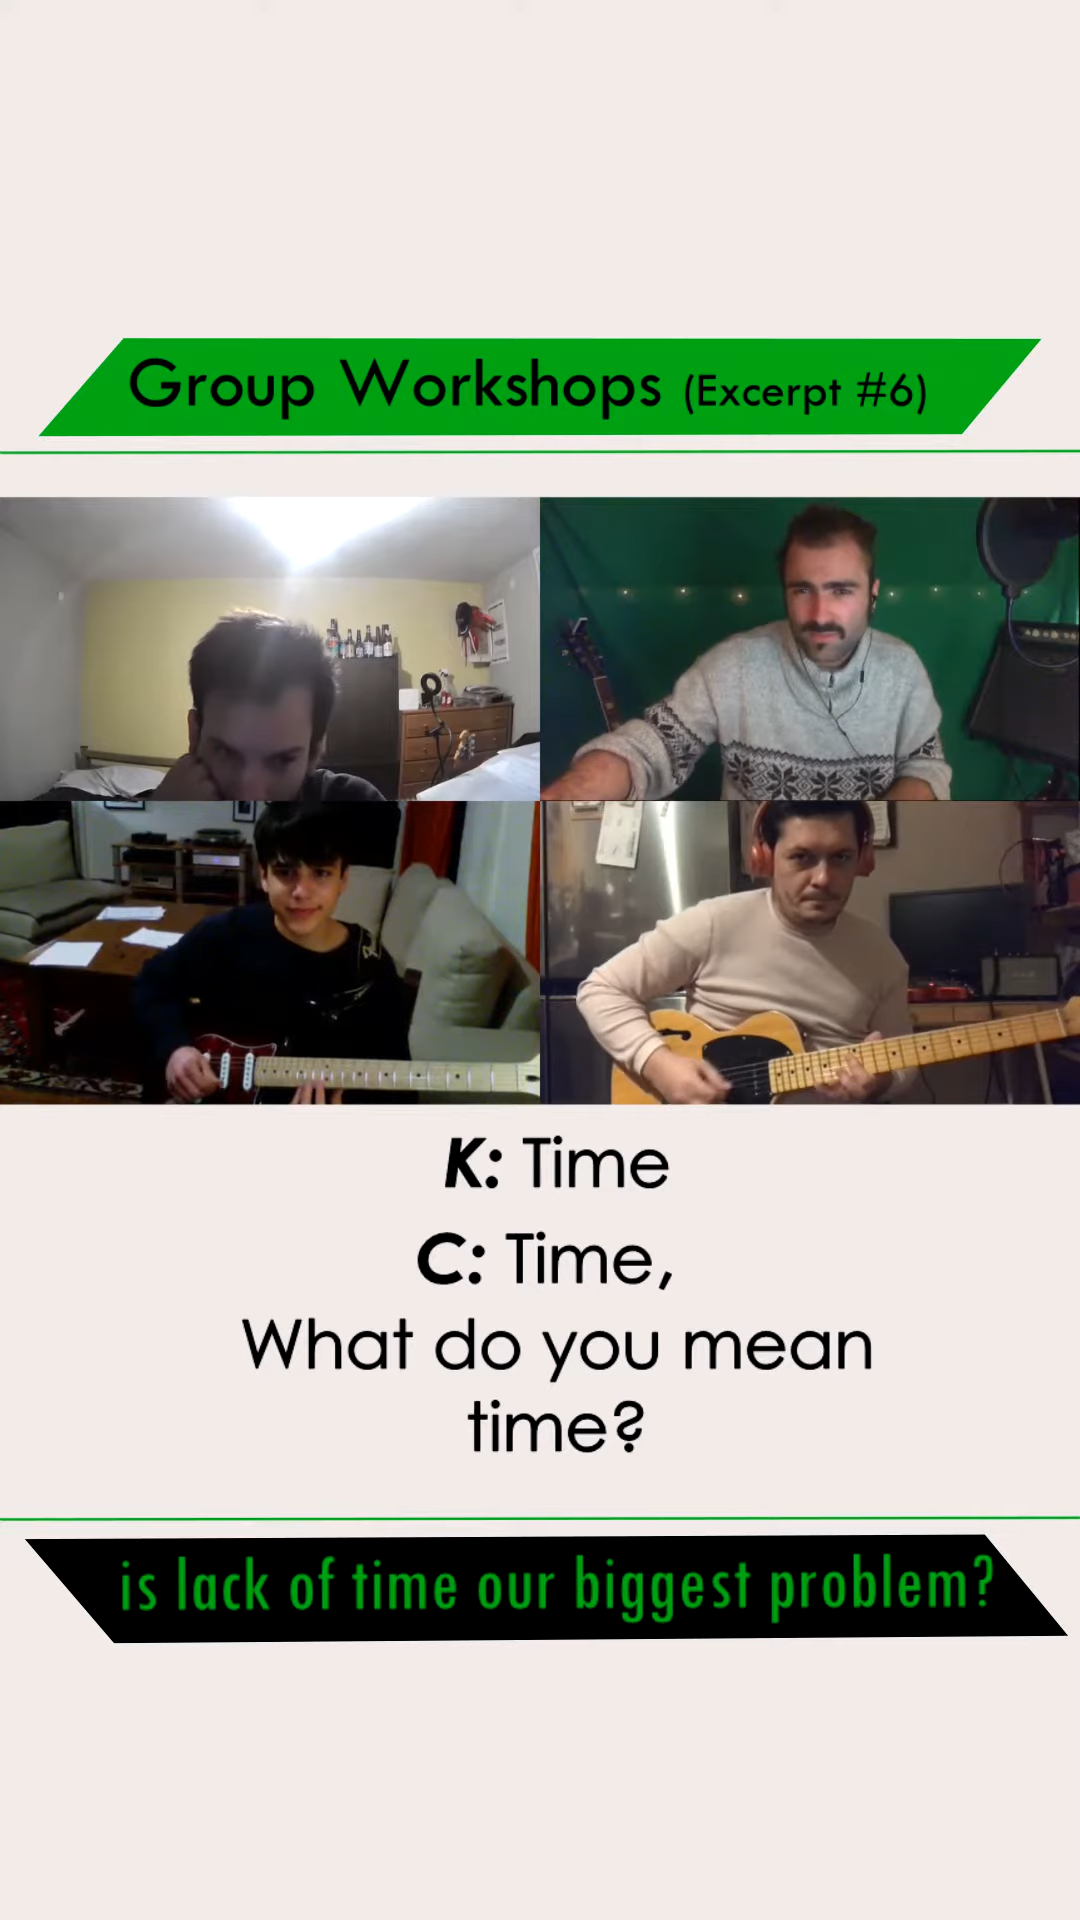 Group Workshops (Excerpt #6)
K: Time
C: Time,
What do you mean
time?
is lack of time our biggest problem?